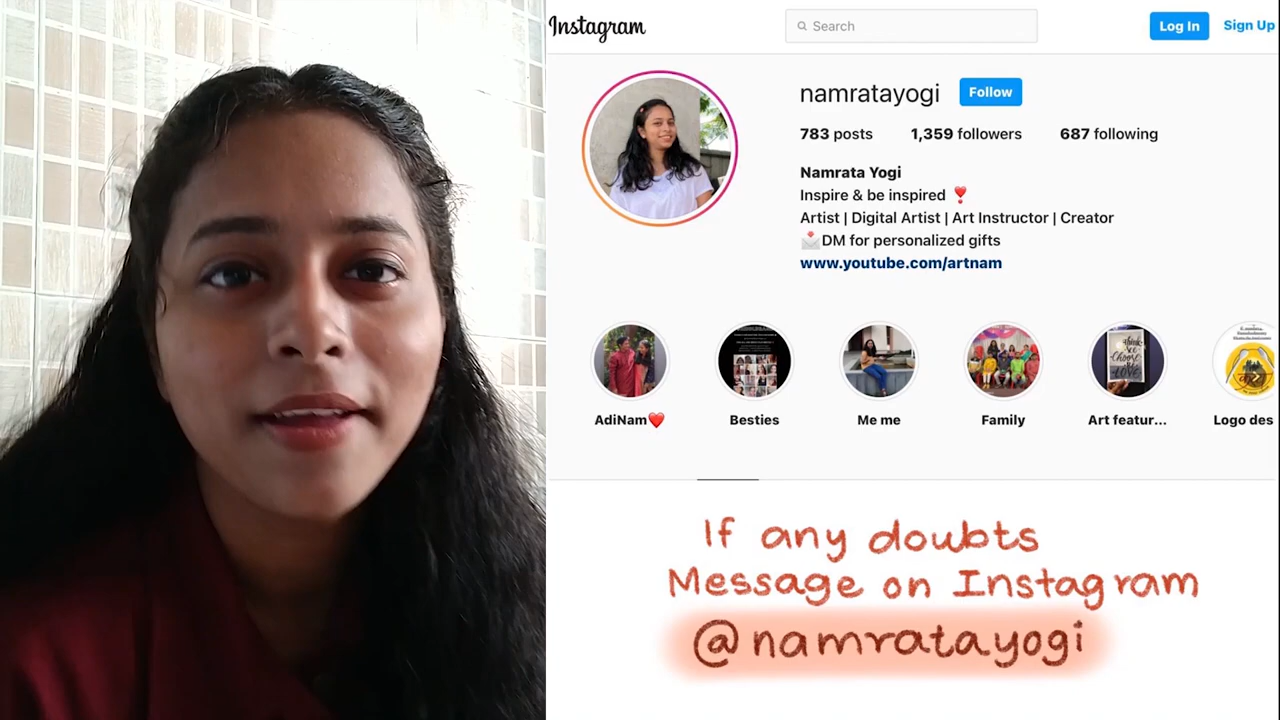 Instagram
Search
Log In
Sign Up
namratayogi
Follow
783 posts 1,359 followers 687 following
Namrata Yogi
Inspire & be inspired ❣️
Artist | Digital Artist | Art Instructor | Creator
📩DM for personalized gifts
www.youtube.com/artnam
AdiNam❤️
Besties
Me me
Family
Art featur...
Logo des
If any doubts
Message on Instagram
@namratayogi